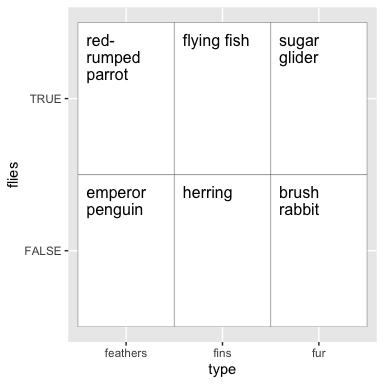 red-
rumped
parrot
flying fish
sugar
glider
TRUE
flies
emperor
penguin
herring
brush
rabbit
FALSE
feathers
fins
fur
type